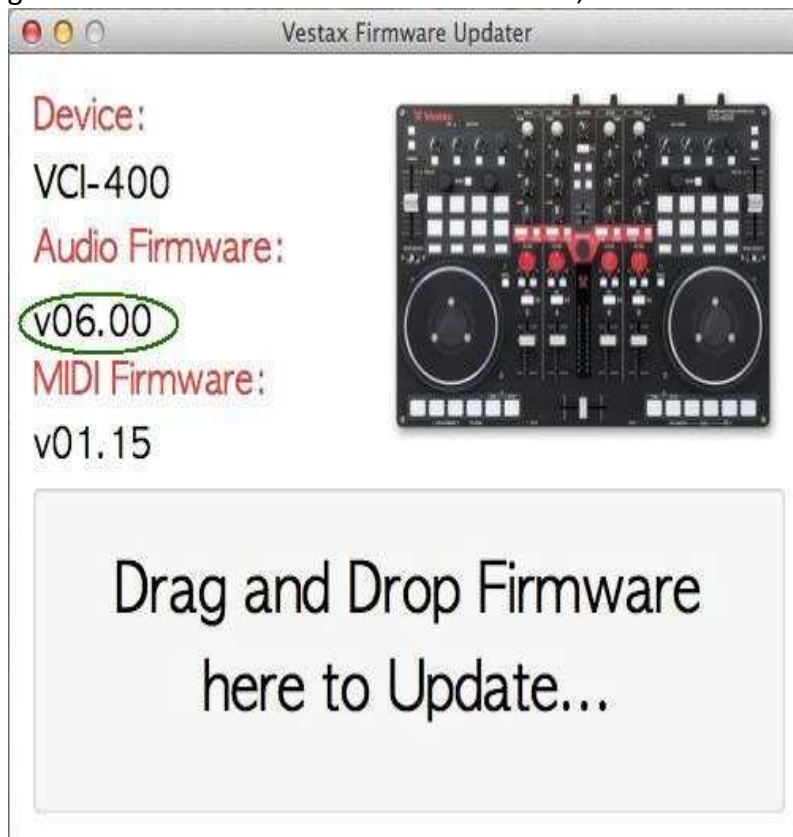 Vestax Firmware Updater
Device:
VCI-400
Audio Firmware:
v06.00
MIDI Firmware:
v01.15
Drag and Drop Firmware
here to Update...